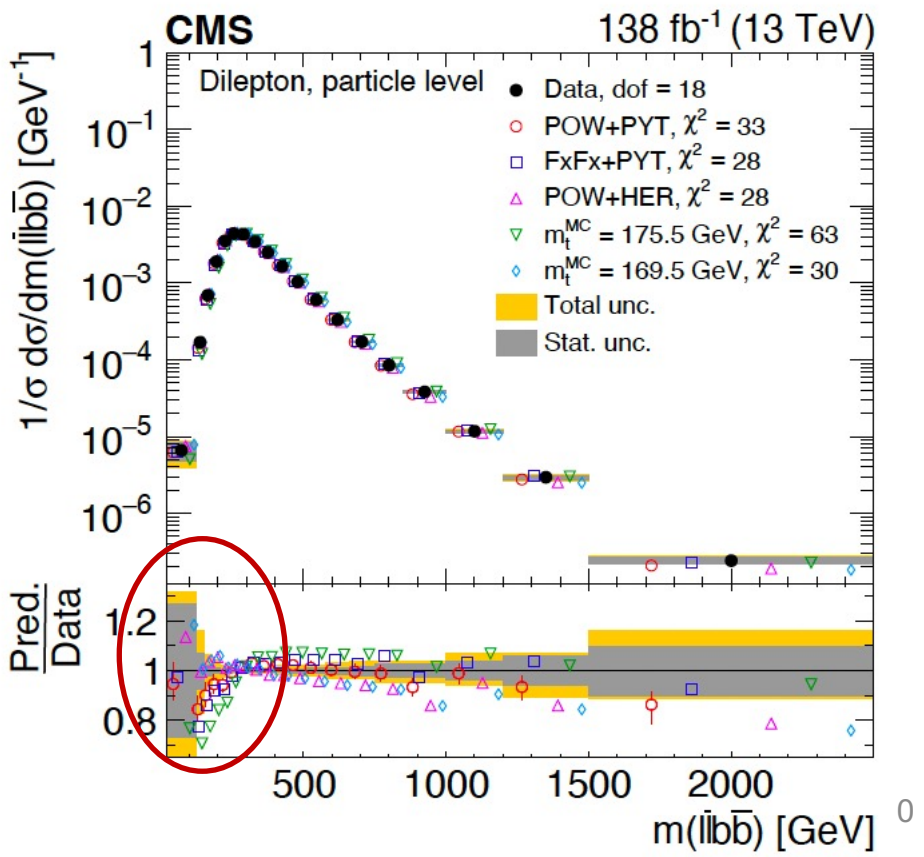 CMS 138 fb⁻¹ (13 TeV)
1/σ dσ/dm(l̄lbb̄) [GeV⁻¹]
1
10⁻¹
10⁻²
10⁻³
10⁻⁴
10⁻⁵
10⁻⁶
Dilepton, particle level
Data, dof = 18
POW+PYT, χ² = 33
FxFx+PYT, χ² = 28
POW+HER, χ² = 28
mₜᴹᶜ = 175.5 GeV, χ² = 63
mₜᴹᶜ = 169.5 GeV, χ² = 30
Total unc.
Stat. unc.
Pred.
Data
1.2
1
0.8
500 1000 1500 2000
m(l̄lbb̄) [GeV]
0